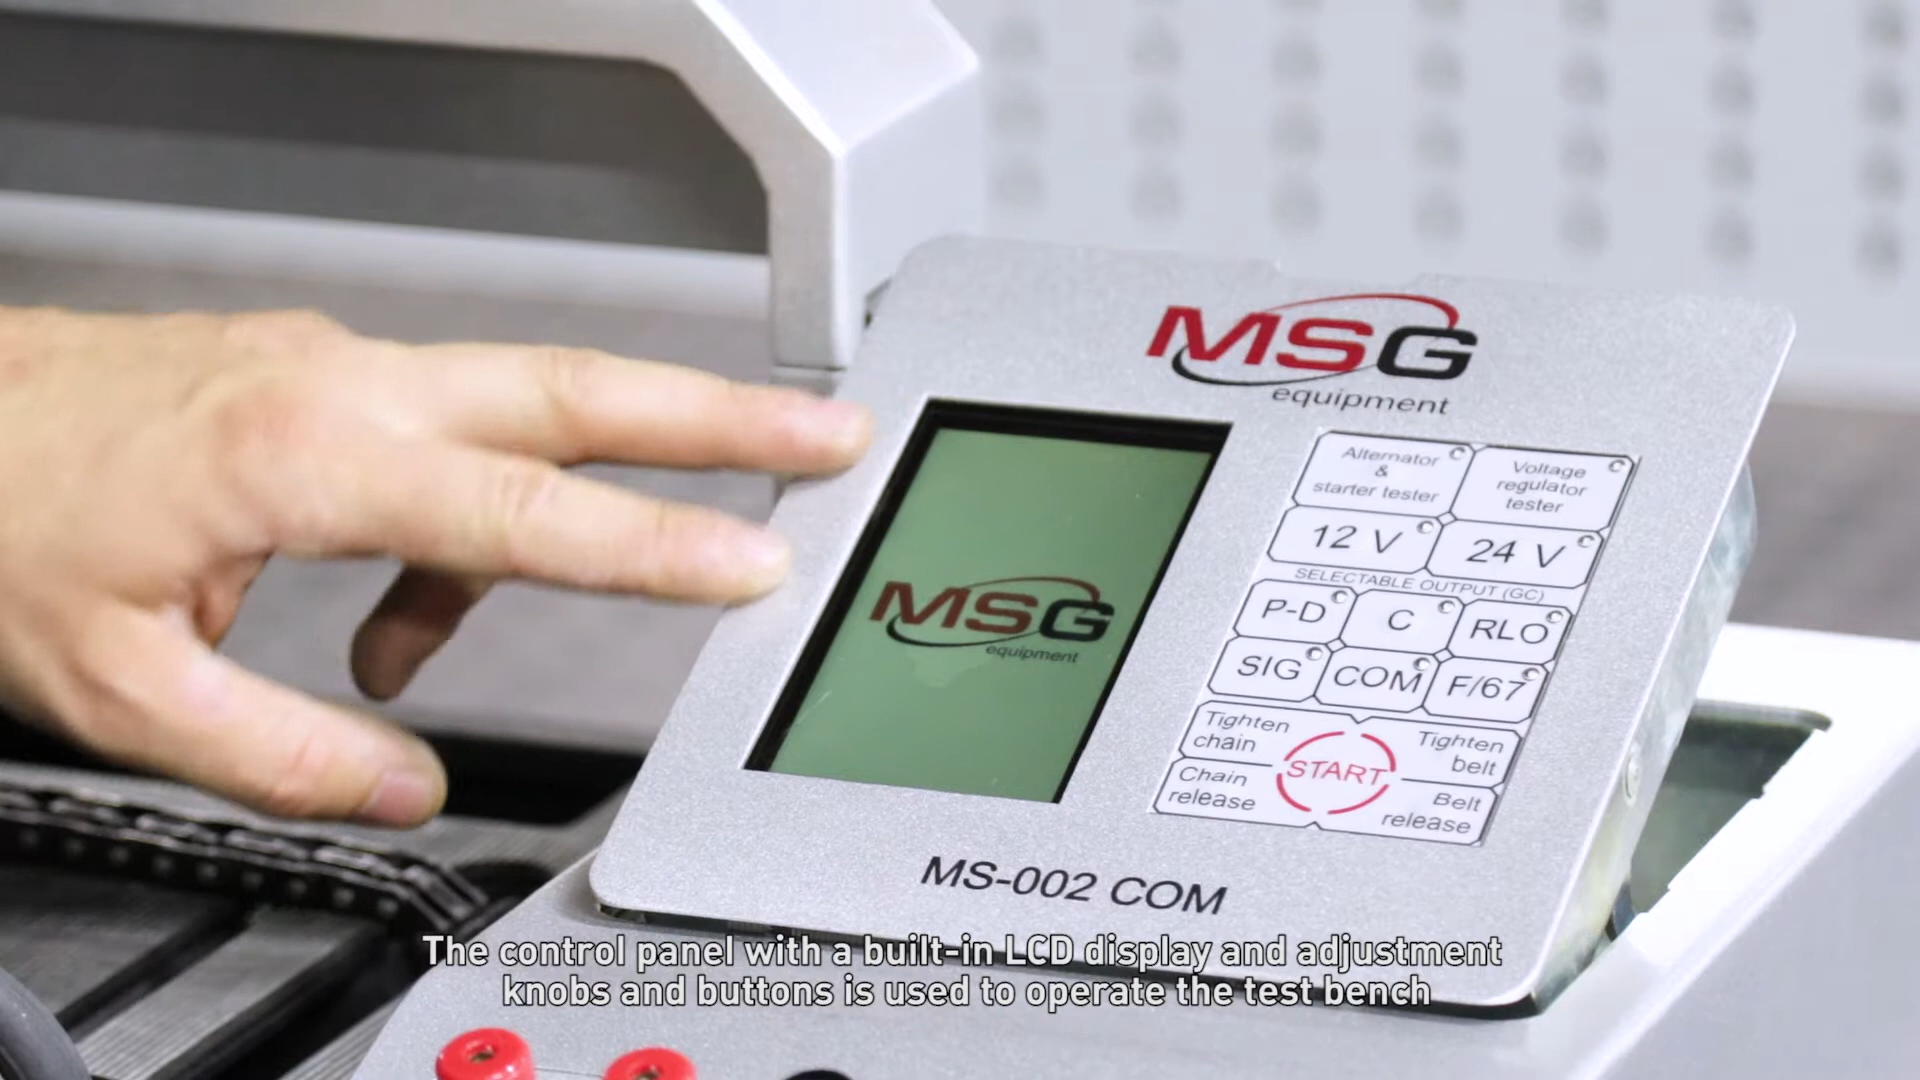 MSG
equipment
MSG
equipment
Alternator
&
starter tester
Voltage
regulator
tester
12 V
24 V
SELECTABLE OUTPUT (GC)
P-D
C
RLO
SIG
COM
F/67
Tighten
chain
START
Tighten
belt
Chain
release
Belt
release
MS-002 COM
The control panel with a built-in LCD display and adjustment
knobs and buttons is used to operate the test bench